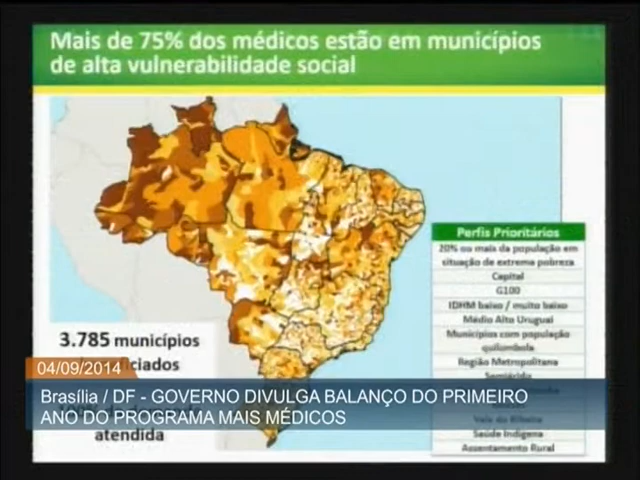 Mais de 75% dos médicos estão em municípios
de alta vulnerabilidade social
Perfis Prioritários
20% ou mais da população em
situação de extrema pobreza
Capital
G100
IDHM baixo / muito baixo
Médio Alto Uruguai
Municípios com população
quilombola
Região Metropolitana
Saúde Indígena
Assentamento Rural
3.785 municípios
atendida
04/09/2014
Brasília / DF - GOVERNO DIVULGA BALANÇO DO PRIMEIRO
ANO DO PROGRAMA MAIS MÉDICOS